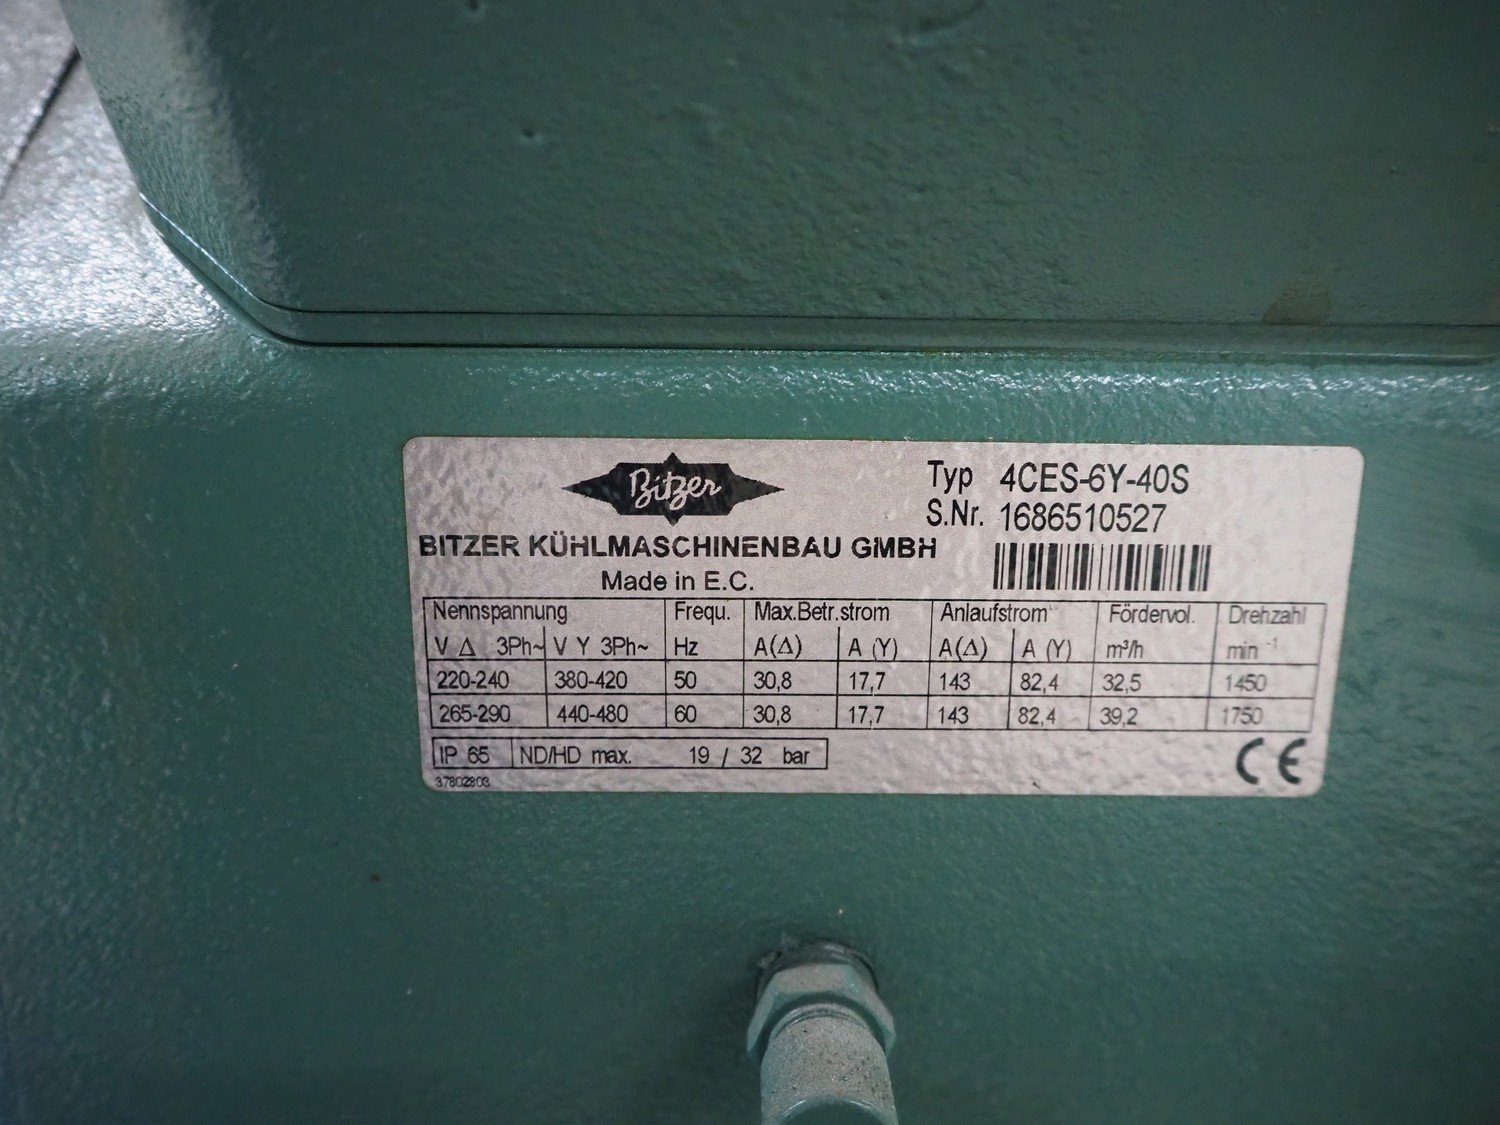 Bitzer
Typ 4CES-6Y-40S
S.Nr. 1686510527
BITZER KÜHLMASCHINENBAU GMBH
Made in E.C.
Nennspannung Frequ. Max.Betr.strom Anlaufstrom Fördervol. Drehzahl
V Δ 3Ph~ V Y 3Ph~ Hz A(Δ) A (Y) A(Δ) A (Y) m³/h min⁻¹
220-240 380-420 50 30,8 17,7 143 82,4 32,5 1450
265-290 440-480 60 30,8 17,7 143 82,4 39,2 1750
IP 65 ND/HD max. 19 / 32 bar
37802803
CE